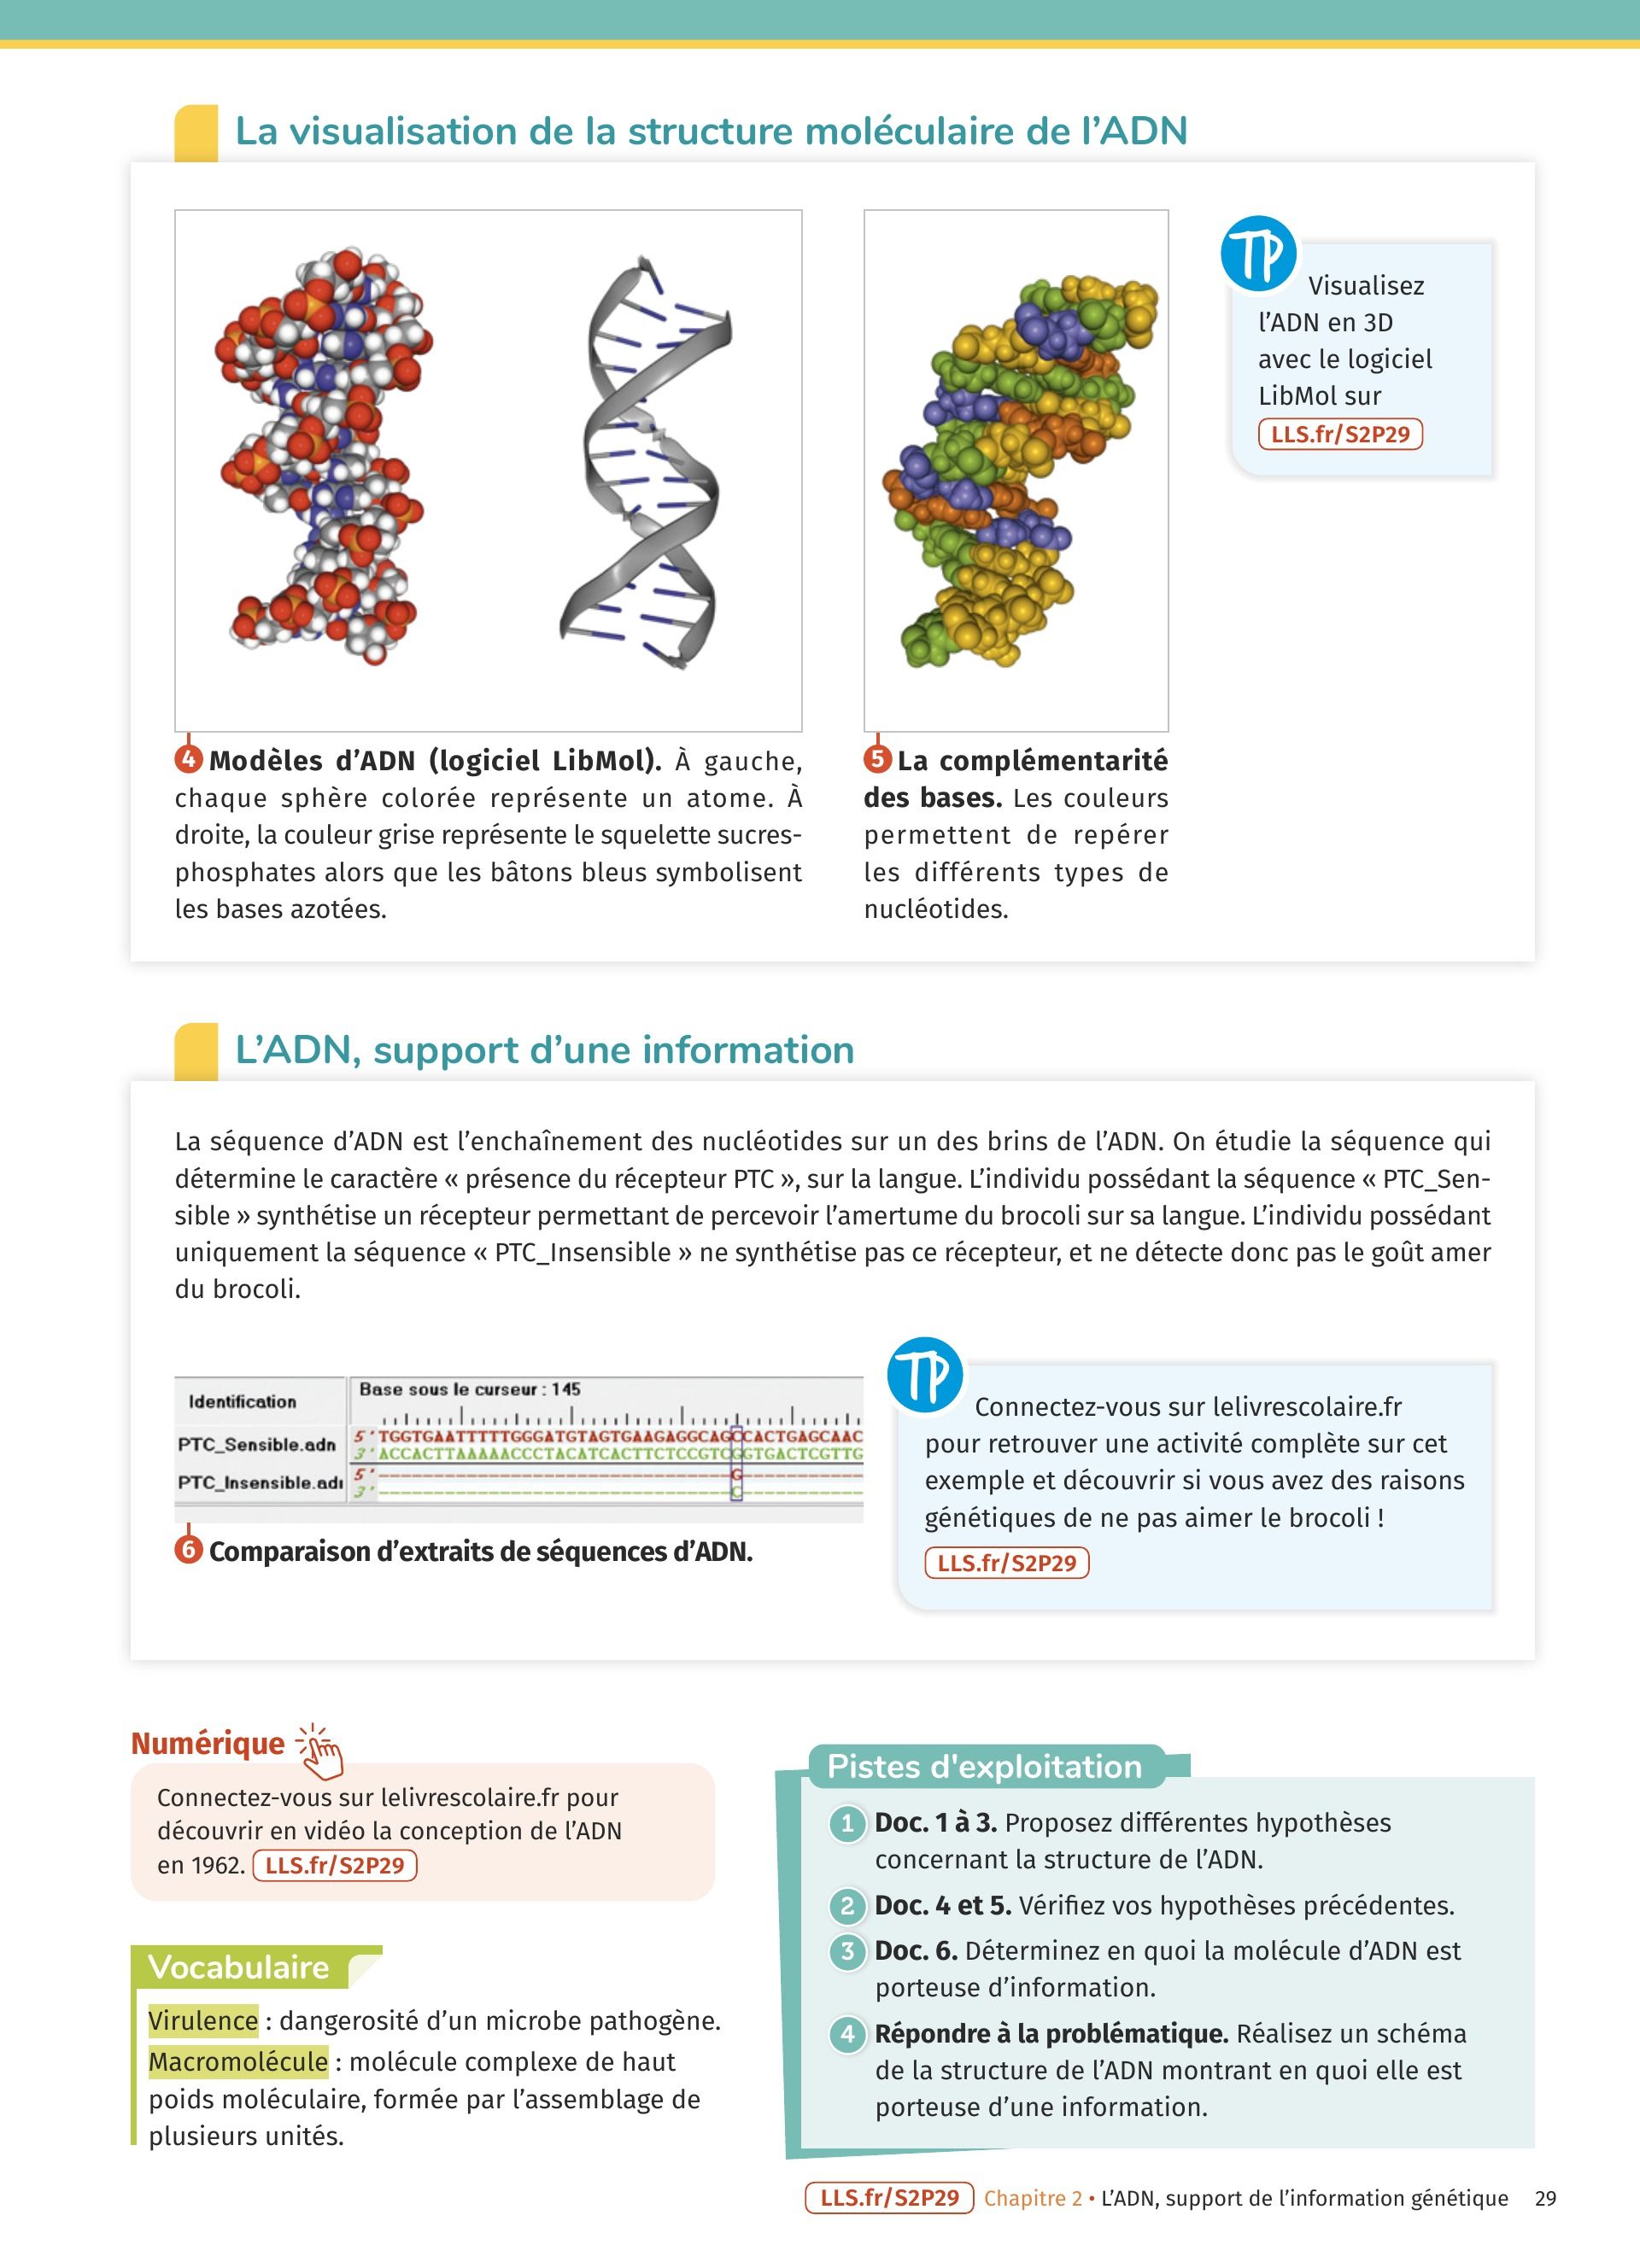 La visualisation de la structure moléculaire de l'ADN
TP
Visualisez
l'ADN en 3D
avec le logiciel
LibMol sur
LLS.fr/S2P29
4 Modèles d'ADN (logiciel LibMol). À gauche,
chaque sphère colorée représente un atome. À
droite, la couleur grise représente le squelette sucres-
phosphates alors que les bâtons bleus symbolisent
les bases azotées.
5 La complémentarité
des bases. Les couleurs
permettent de repérer
les différents types de
nucléotides.
L'ADN, support d'une information
La séquence d'ADN est l'enchaînement des nucléotides sur un des brins de l'ADN. On étudie la séquence qui
détermine le caractère « présence du récepteur PTC », sur la langue. L'individu possédant la séquence « PTC_Sen-
sible » synthétise un récepteur permettant de percevoir l'amertume du brocoli sur sa langue. L'individu possédant
uniquement la séquence « PTC_Insensible » ne synthétise pas ce récepteur, et ne détecte donc pas le goût amer
du brocoli.
Identification
Base sous le curseur : 145
PTC_Sensible.adn
5' TGGTGAATTTTTGGGATGTAGTGAAGAGGCAGCCACTGAGCAAC
3' ACCACTTAAAAACCCTACATCACTTCTCCGTCGGTGACTCGTTG
PTC_Insensible.adn
5' --------------------------------G-----------
3' --------------------------------C-----------
6 Comparaison d'extraits de séquences d'ADN.
TP
Connectez-vous sur lelivrescolaire.fr
pour retrouver une activité complète sur cet
exemple et découvrir si vous avez des raisons
génétiques de ne pas aimer le brocoli !
LLS.fr/S2P29
Numérique
Connectez-vous sur lelivrescolaire.fr pour
découvrir en vidéo la conception de l'ADN
en 1962. LLS.fr/S2P29
Vocabulaire
Virulence : dangerosité d'un microbe pathogène.
Macromolécule : molécule complexe de haut
poids moléculaire, formée par l'assemblage de
plusieurs unités.
Pistes d'exploitation
1 Doc. 1 à 3. Proposez différentes hypothèses
concernant la structure de l'ADN.
2 Doc. 4 et 5. Vérifiez vos hypothèses précédentes.
3 Doc. 6. Déterminez en quoi la molécule d'ADN est
porteuse d'information.
4 Répondre à la problématique. Réalisez un schéma
de la structure de l'ADN montrant en quoi elle est
porteuse d'une information.
LLS.fr/S2P29 Chapitre 2 • L'ADN, support de l'information génétique 29